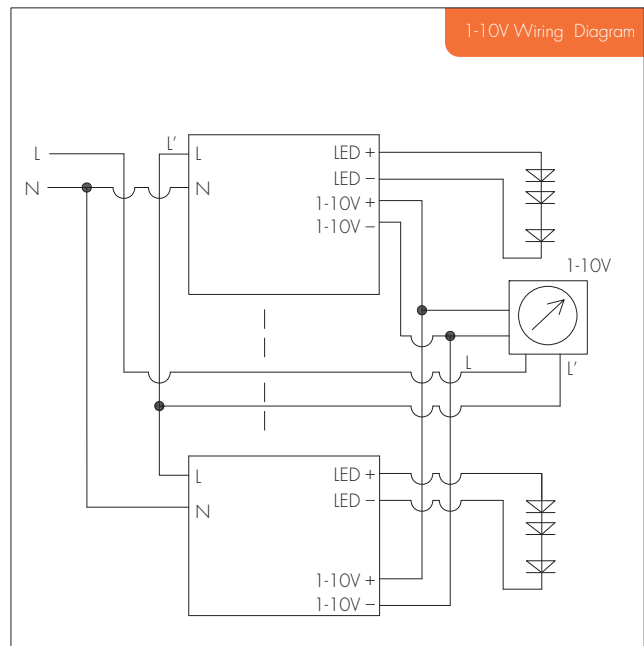 1-10V Wiring Diagram
L'
L
L
LED +
N
N
LED −
1-10V +
1-10V −
1-10V
L
L'
L
LED +
N
LED −
1-10V +
1-10V −